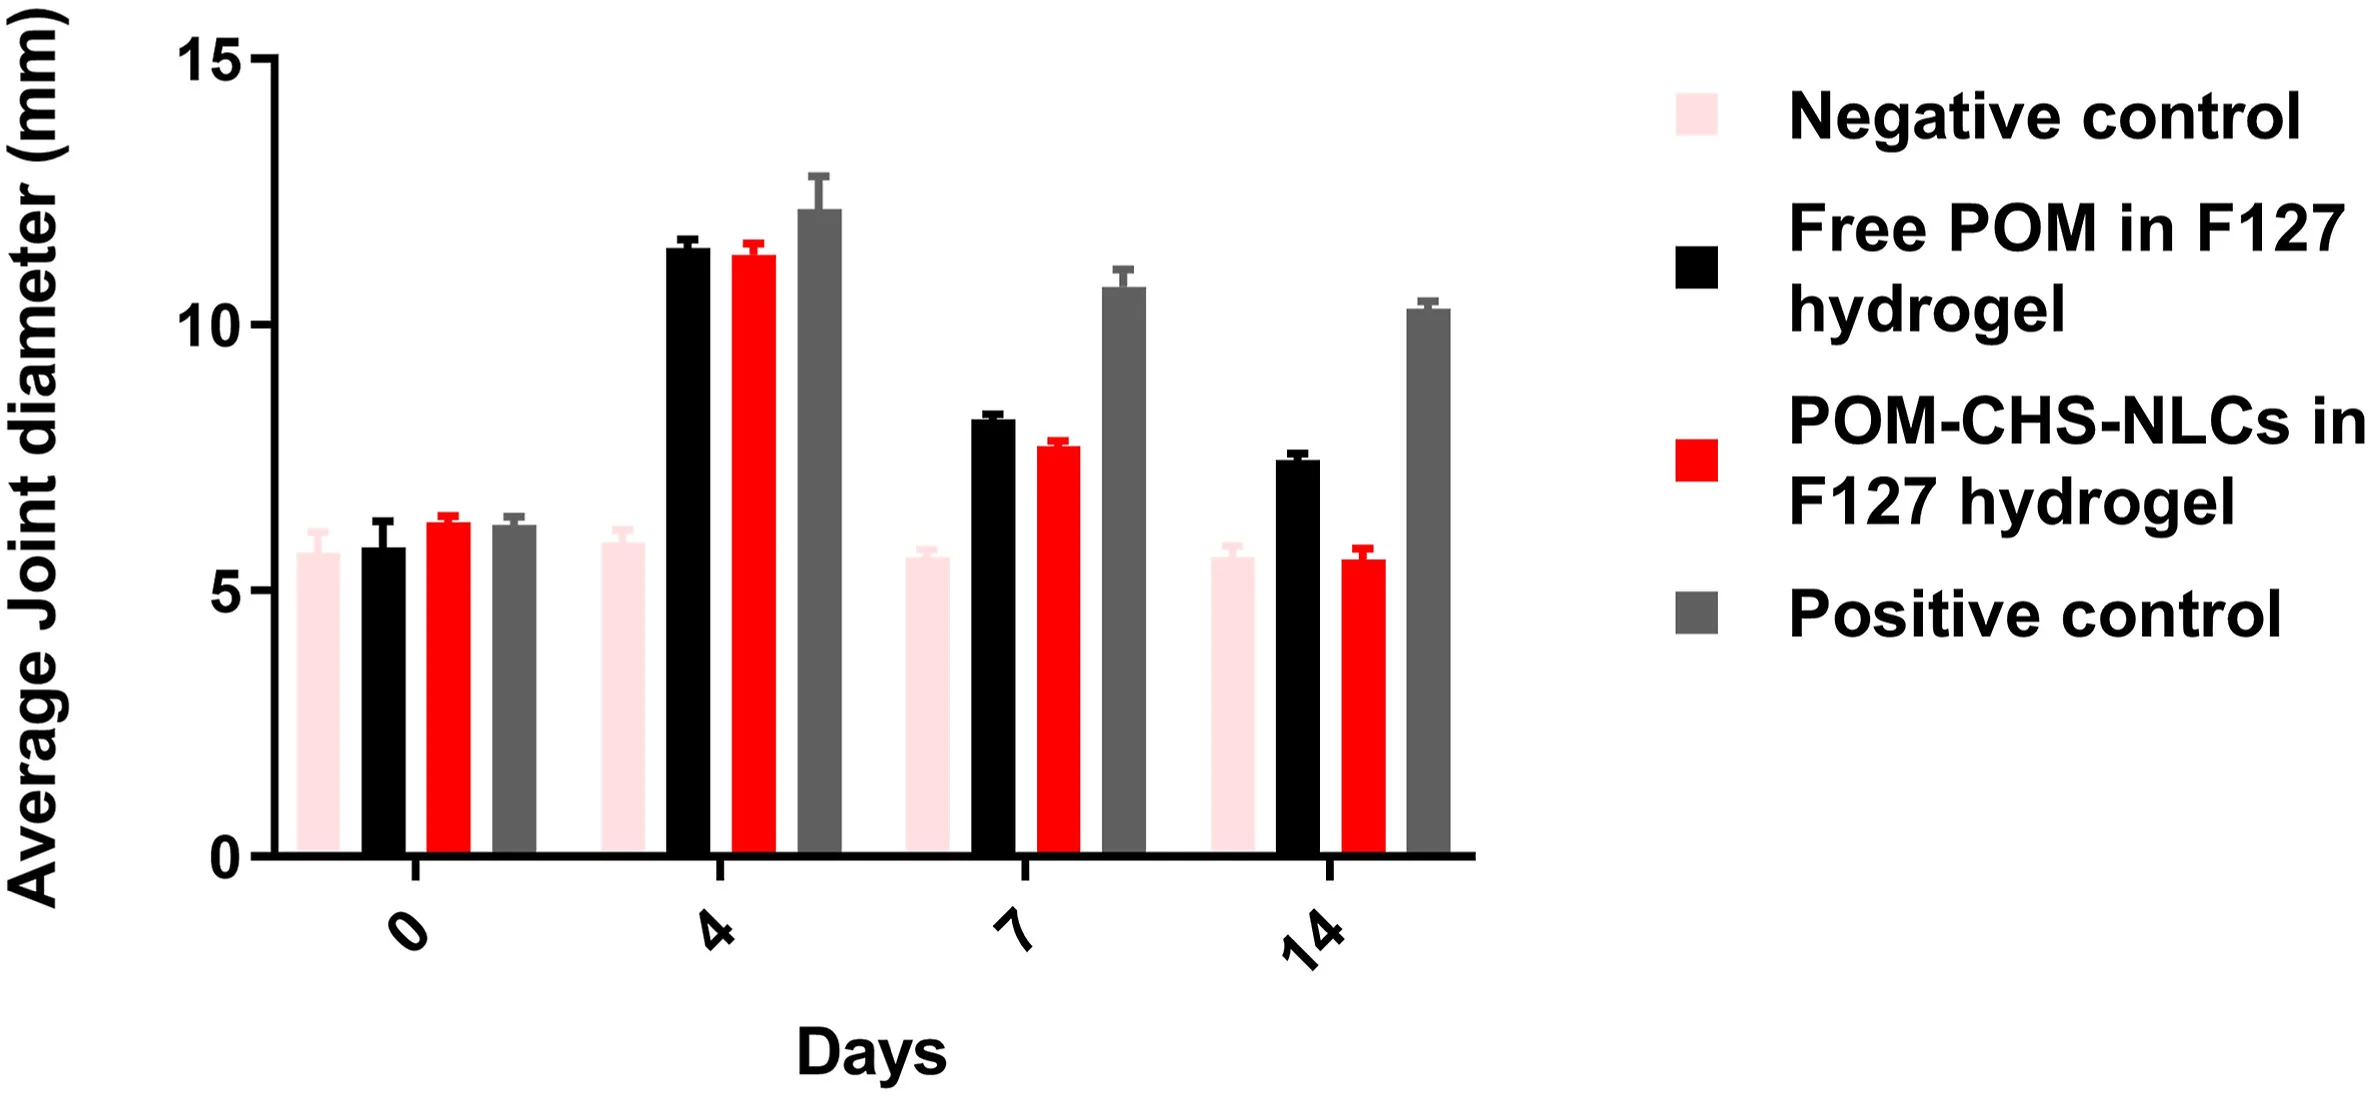 Average Joint diameter (mm)
15
10
5
0
0
4
7
14
Days
Negative control
Free POM in F127
hydrogel
POM-CHS-NLCs in
F127 hydrogel
Positive control